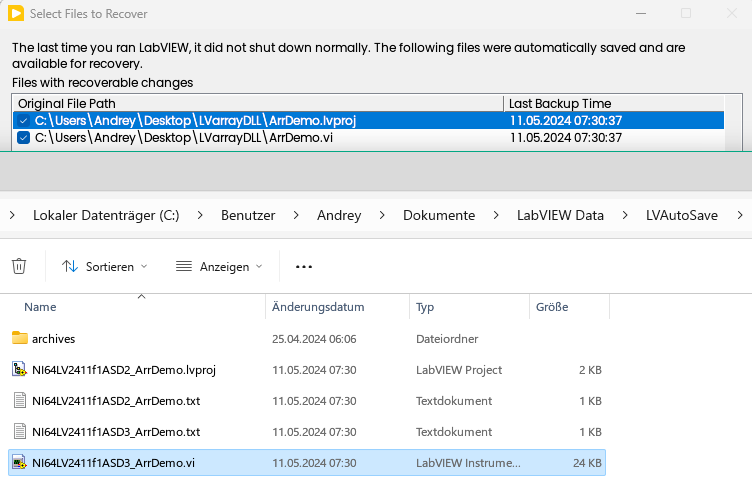 Select Files to Recover
The last time you ran LabVIEW, it did not shut down normally. The following files were automatically saved and are
available for recovery.
Files with recoverable changes
Original File Path Last Backup Time
C:\Users\Andrey\Desktop\LVarrayDLL\ArrDemo.lvproj 11.05.2024 07:30:37
C:\Users\Andrey\Desktop\LVarrayDLL\ArrDemo.vi 11.05.2024 07:30:37
Lokaler Datenträger (C:) > Benutzer > Andrey > Dokumente > LabVIEW Data > LVAutoSave >
Sortieren Anzeigen ...
Name Änderungsdatum Typ Größe
archives 25.04.2024 06:06 Dateiordner
NI64LV2411f1ASD2_ArrDemo.lvproj 11.05.2024 07:30 LabVIEW Project 2 KB
NI64LV2411f1ASD2_ArrDemo.txt 11.05.2024 07:30 Textdokument 1 KB
NI64LV2411f1ASD3_ArrDemo.txt 11.05.2024 07:30 Textdokument 1 KB
NI64LV2411f1ASD3_ArrDemo.vi 11.05.2024 07:30 LabVIEW Instrume... 24 KB